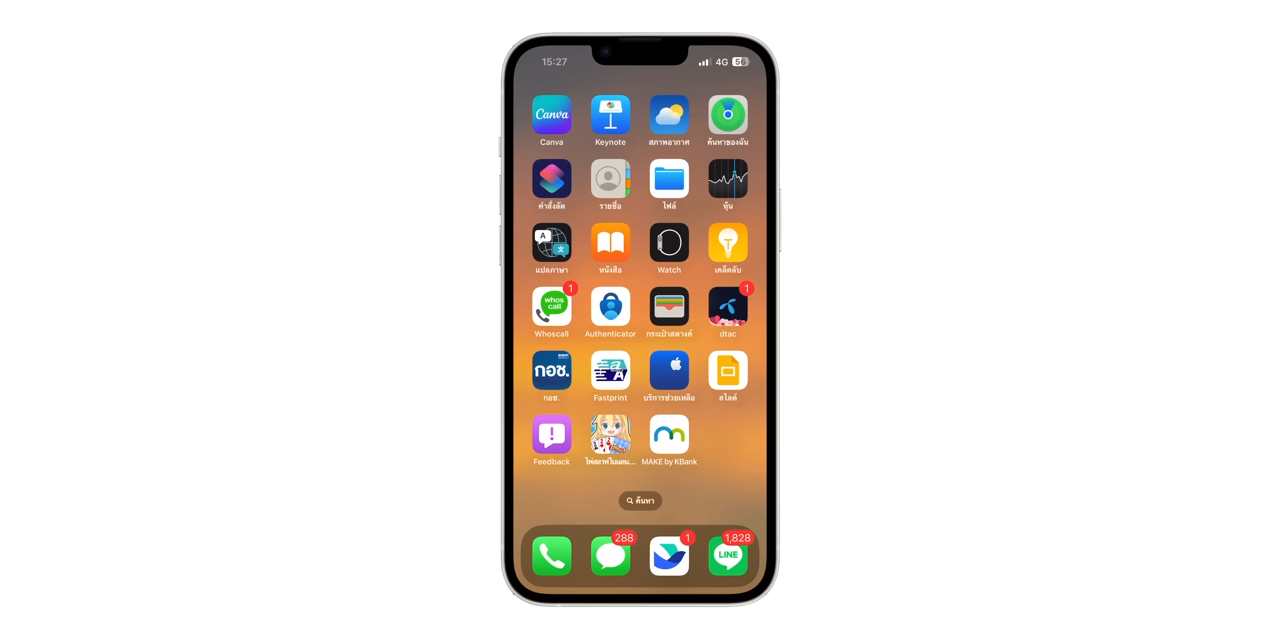 15:27
4G 56
Canva
Canva
Keynote
สภาพอากาศ
ค้นหาของฉัน
คำสั่งลัด
รายชื่อ
ไฟล์
หุ้น
A
文
แปลภาษา
หนังสือ
Watch
เคล็ดลับ
1
whos
call
Whoscall
Authenticator
กระเป๋าสตางค์
1
dtac
กอช.
กอช.
Fastprint
บริการช่วยเหลือ
สไลด์
Feedback
MAKE by KBank
ค้นหา
288
1
1,828
LINE